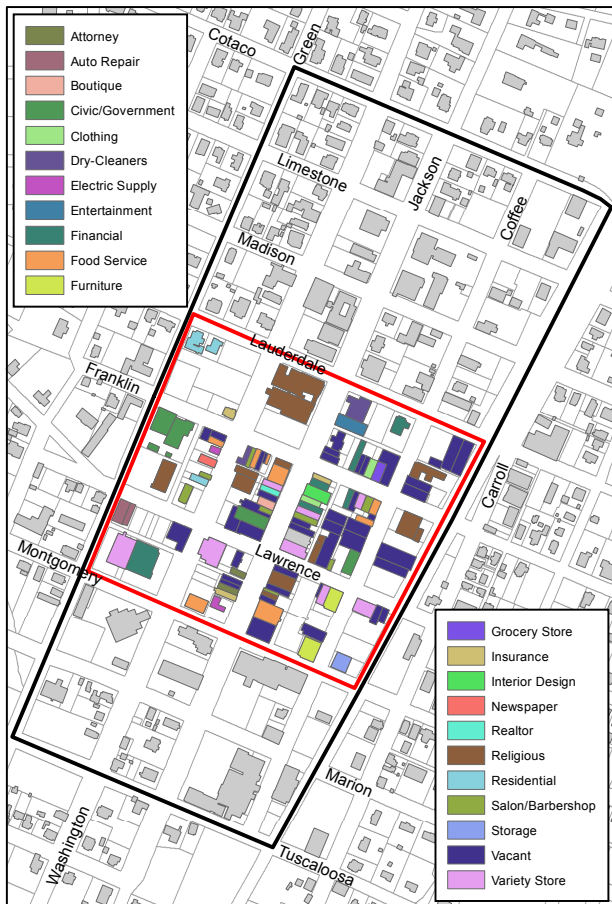 Cotaco
Green
Attorney
Auto Repair
Boutique
Civic/Government
Clothing
Dry-Cleaners
Electric Supply
Entertainment
Financial
Food Service
Furniture
Limestone
Jackson
Coffee
Madison
Lauderdale
Franklin
Carroll
Lawrence
Montgomery
Grocery Store
Insurance
Interior Design
Newspaper
Realtor
Religious
Residential
Salon/Barbershop
Storage
Vacant
Variety Store
Marion
Washington
Tuscaloosa